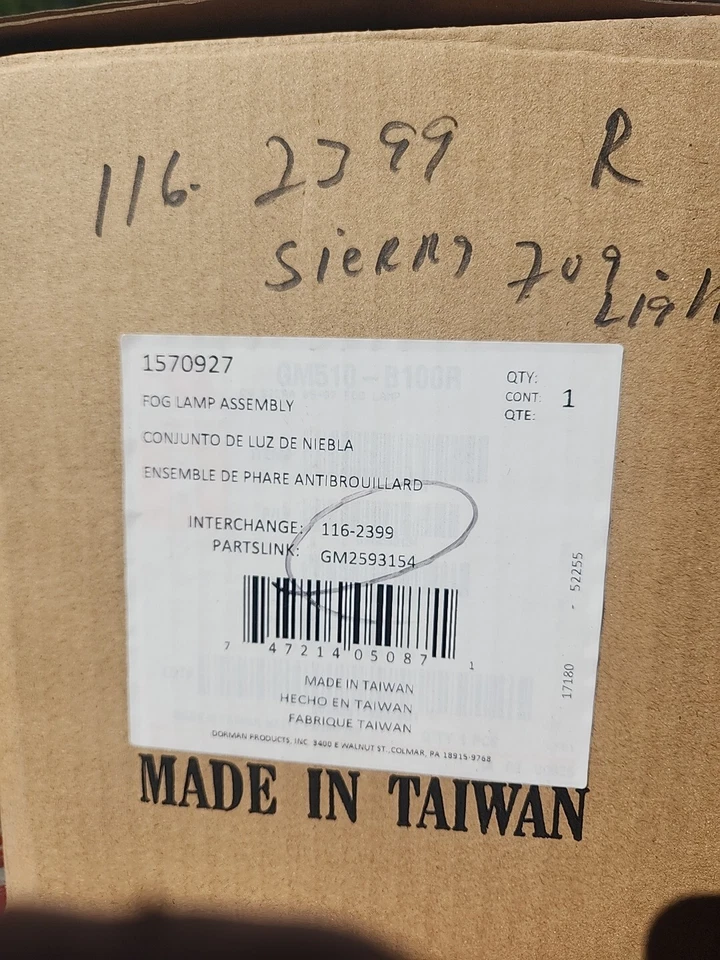 116. 2399 R
Sierra 709
1570927
FOG LAMP ASSEMBLY
CONJUNTO DE LUZ DE NIEBLA
ENSEMBLE DE PHARE ANTIBROUILLARD
QTY:
CONT: 1
QTE:
INTERCHANGE: 116-2399
PARTSLINK: GM2593154
7 47214 05087 1
17180 - 52255
MADE IN TAIWAN
HECHO EN TAIWAN
FABRIQUE TAIWAN
DORMAN PRODUCTS, INC. 3400 E WALNUT ST., COLMAR, PA 18915-9768
MADE IN TAIWAN